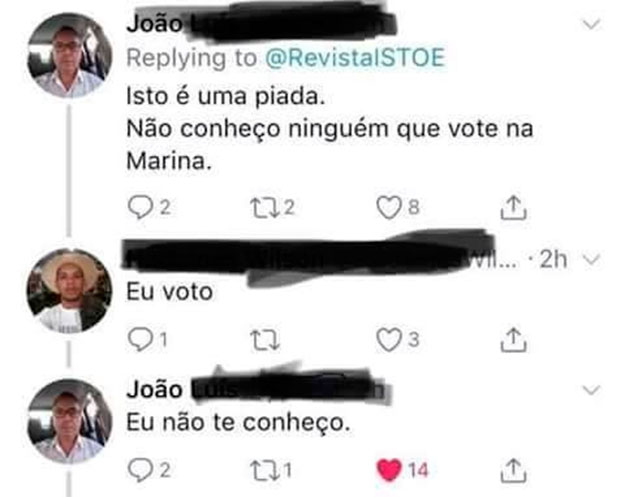 João
Replying to @RevistaISTOE
Isto é uma piada.
Não conheço ninguém que vote na
Marina.
2 2 8
· 2h
Eu voto
1 3
João Luis
Eu não te conheço.
2 1 14